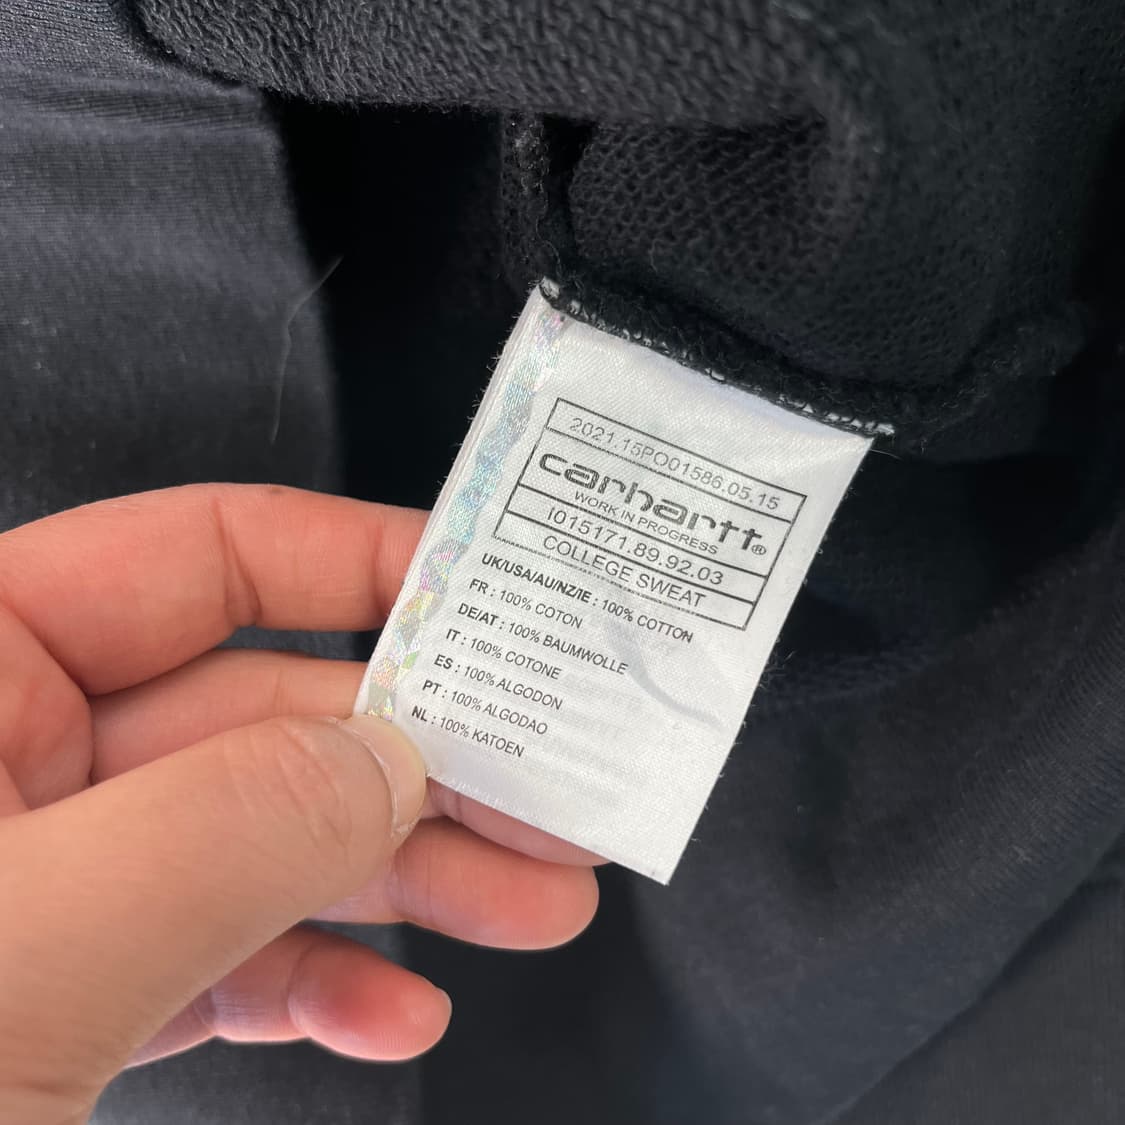 2021.15PO01586.05.15
carhartt®
WORK IN PROGRESS
I015171.89.92.03
COLLEGE SWEAT
UK/USA/AU/NZ/IE : 100% COTTON
FR : 100% COTON
DE/AT : 100% BAUMWOLLE
IT : 100% COTONE
ES : 100% ALGODON
PT : 100% ALGODAO
NL : 100% KATOEN